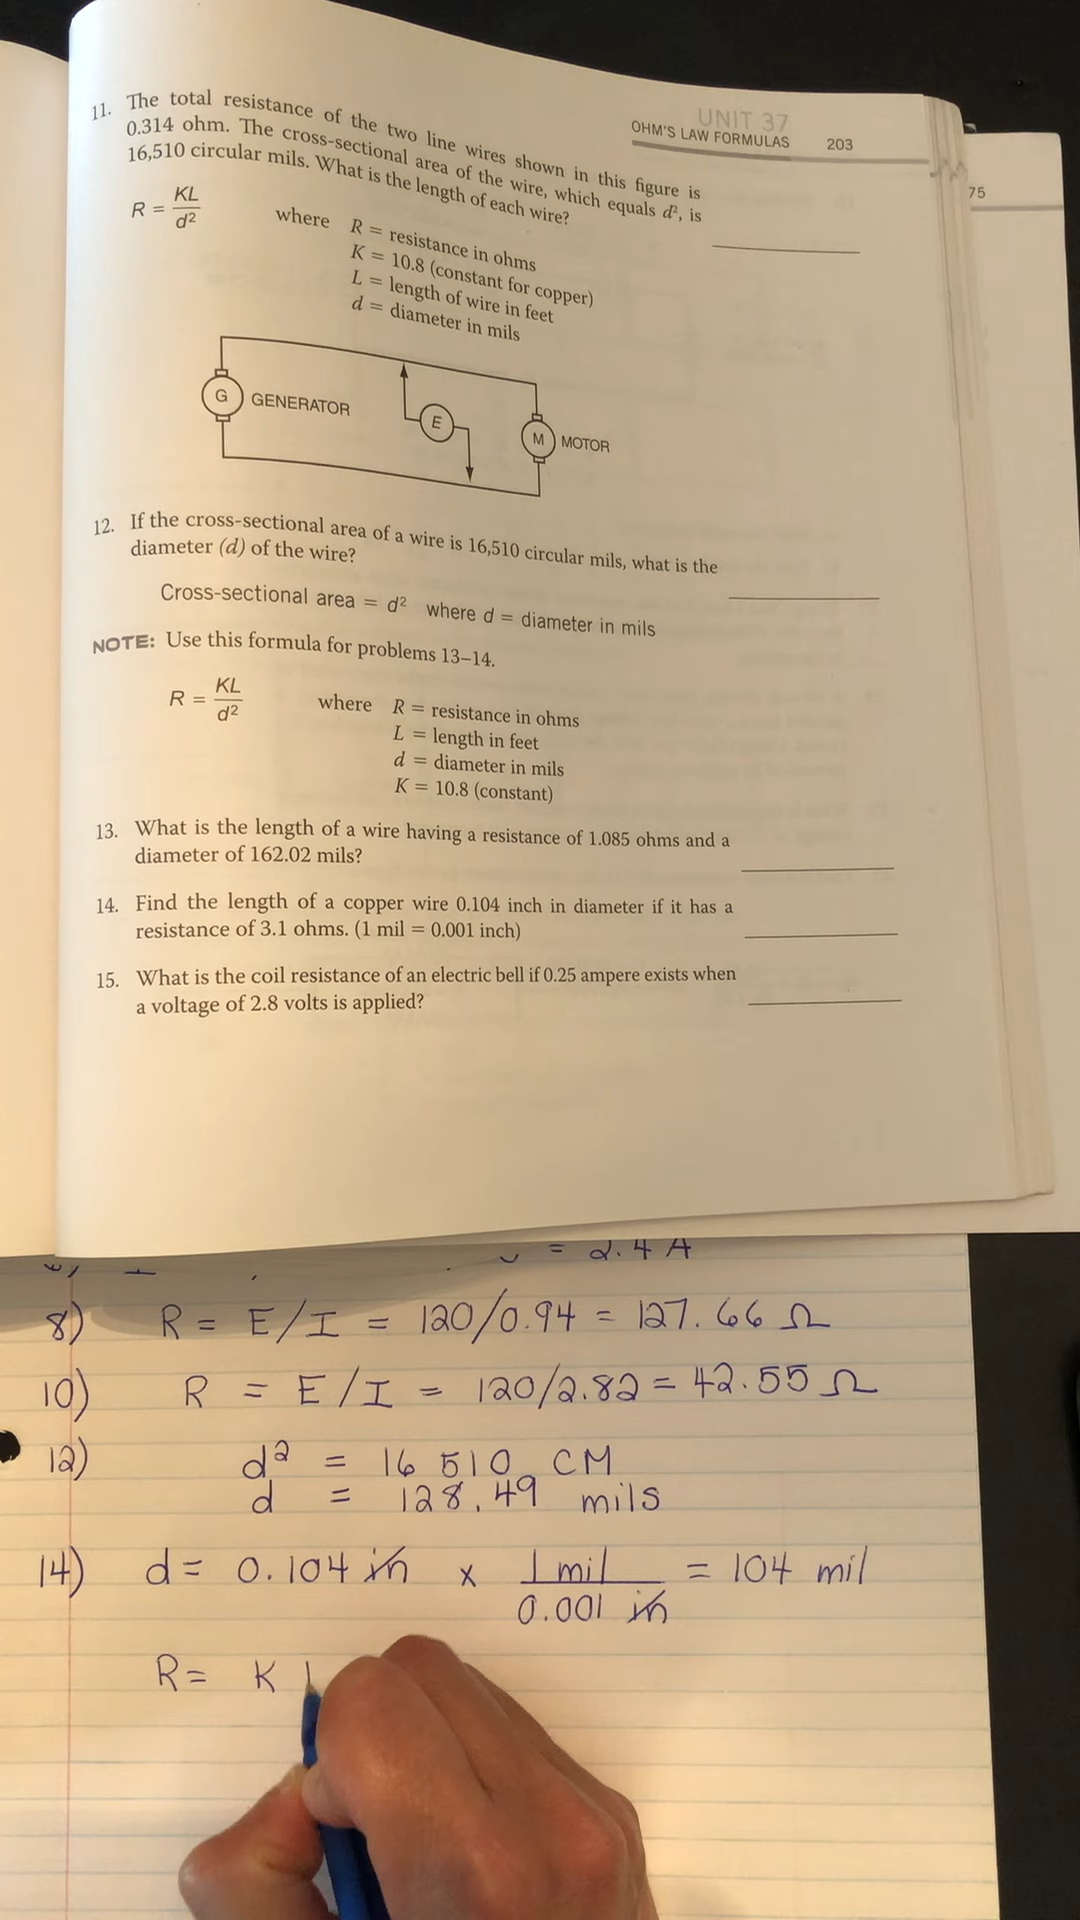 UNIT 37
OHM'S LAW FORMULAS 203
75
11. The total resistance of the two line wires shown in this figure is
0.314 ohm. The cross-sectional area of the wire, which equals d², is
16,510 circular mils. What is the length of each wire?
R = KL / d²
where R = resistance in ohms
K = 10.8 (constant for copper)
L = length of wire in feet
d = diameter in mils
G GENERATOR
E
M MOTOR
12. If the cross-sectional area of a wire is 16,510 circular mils, what is the
diameter (d) of the wire?
Cross-sectional area = d² where d = diameter in mils
NOTE: Use this formula for problems 13–14.
R = KL / d²
where R = resistance in ohms
L = length in feet
d = diameter in mils
K = 10.8 (constant)
13. What is the length of a wire having a resistance of 1.085 ohms and a
diameter of 162.02 mils?
14. Find the length of a copper wire 0.104 inch in diameter if it has a
resistance of 3.1 ohms. (1 mil = 0.001 inch)
15. What is the coil resistance of an electric bell if 0.25 ampere exists when
a voltage of 2.8 volts is applied?
= 2.4 A
8) R = E/I = 120/0.94 = 127.66 Ω
10) R = E/I = 120/2.82 = 42.55 Ω
12) d² = 16 510 CM
d = 128.49 mils
14) d = 0.104 in x 1 mil / 0.001 in = 104 mil
R = K